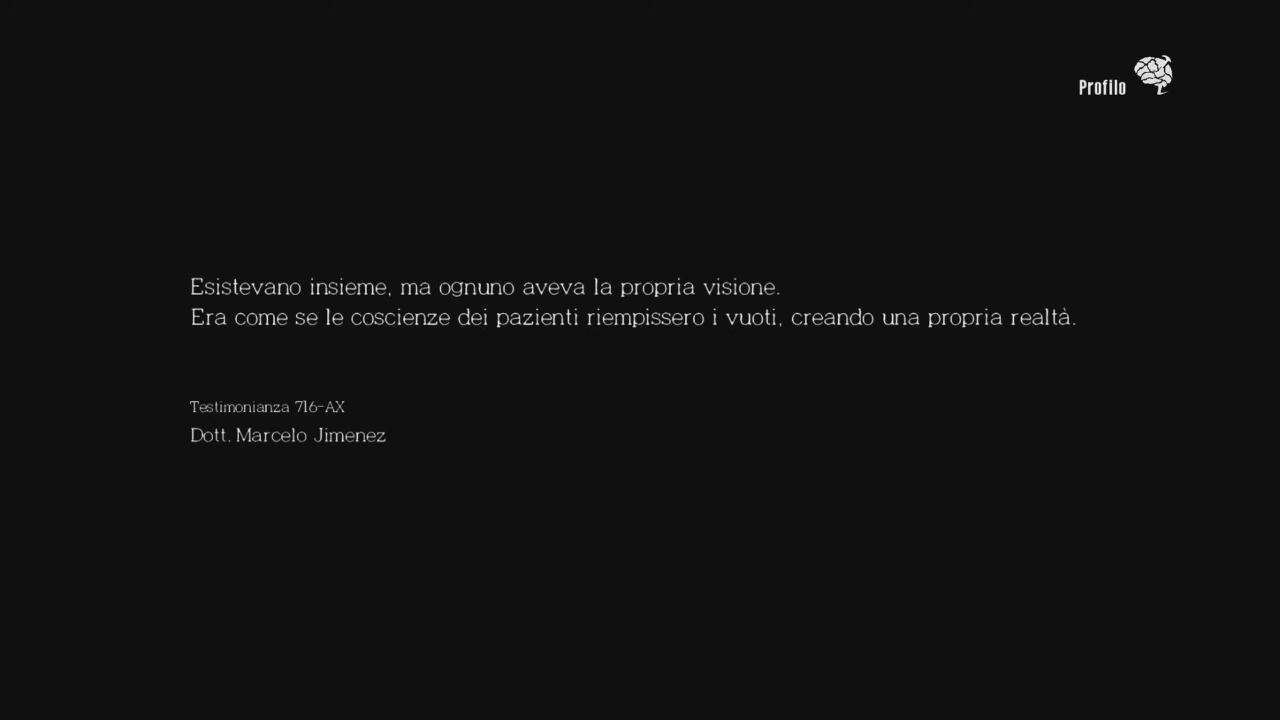 Profilo
Esistevano insieme, ma ognuno aveva la propria visione.
Era come se le coscienze dei pazienti riempissero i vuoti, creando una propria realtà.
Testimonianza 716-AX
Dott. Marcelo Jimenez